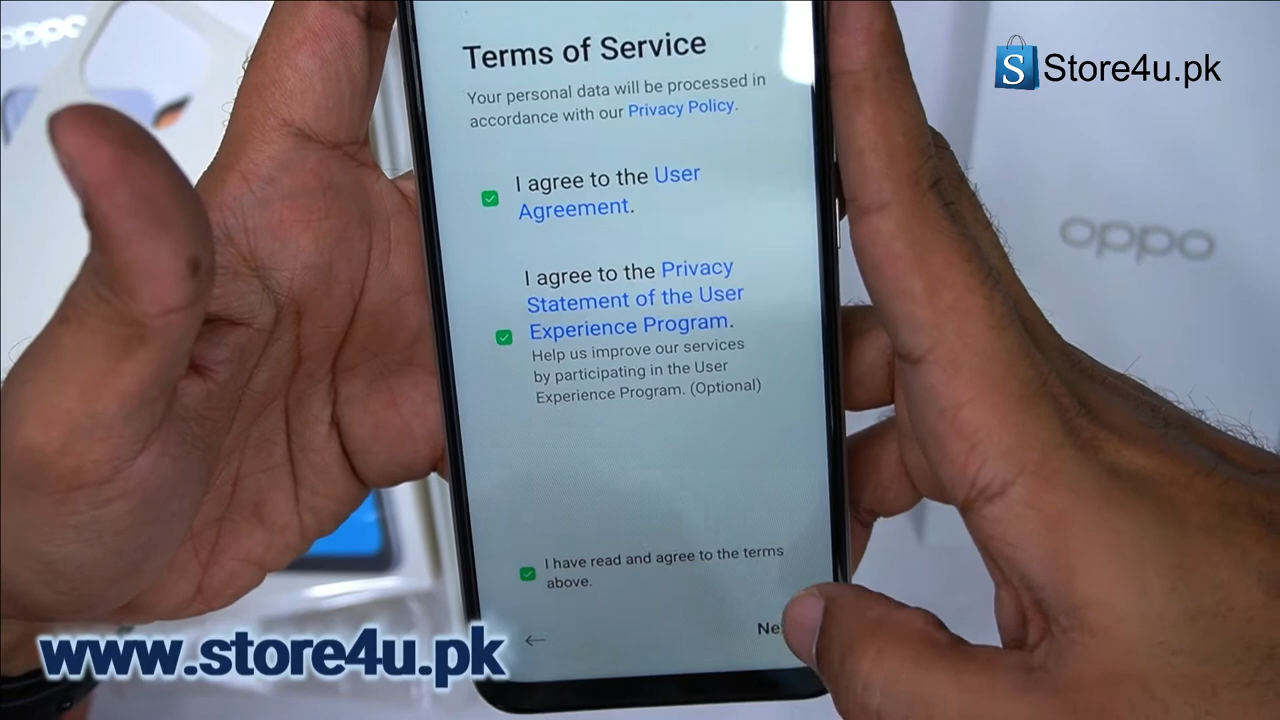 oppo
Store4u.pk
Terms of Service
Your personal data will be processed in
accordance with our Privacy Policy.
I agree to the User
Agreement.
oppo
I agree to the Privacy
Statement of the User
Experience Program.
Help us improve our services
by participating in the User
Experience Program. (Optional)
I have read and agree to the terms
above.
www.store4u.pk